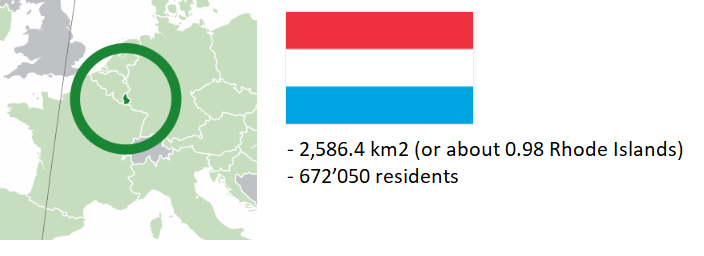 - 2,586.4 km2 (or about 0.98 Rhode Islands)
- 672’050 residents